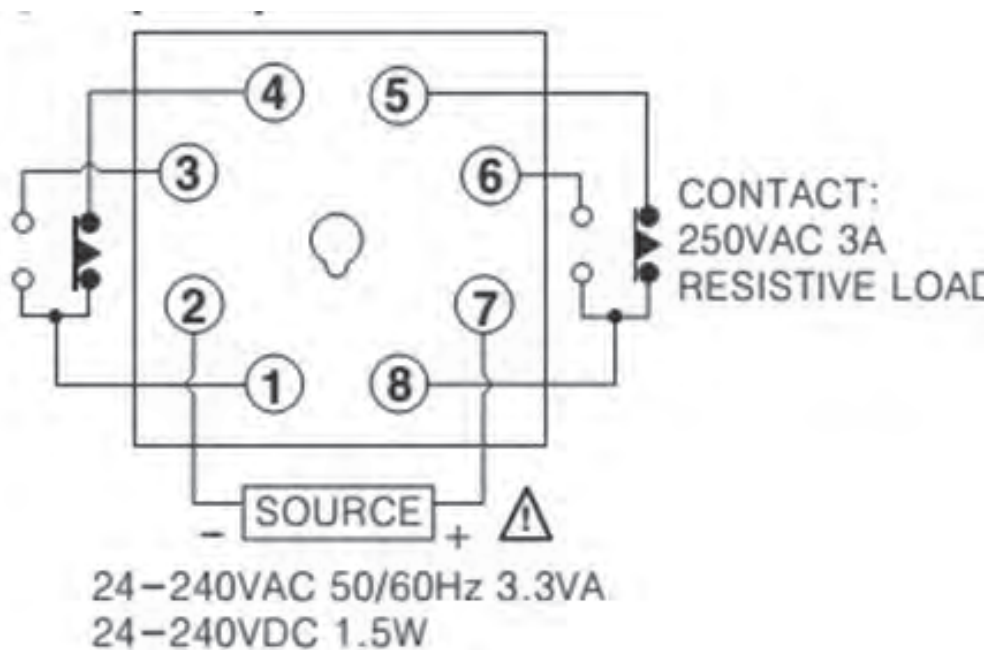 4 5
3 6
CONTACT:
250VAC 3A
RESISTIVE LOAD
2 7
1 8
SOURCE
- +
!
24-240VAC 50/60Hz 3.3VA
24-240VDC 1.5W